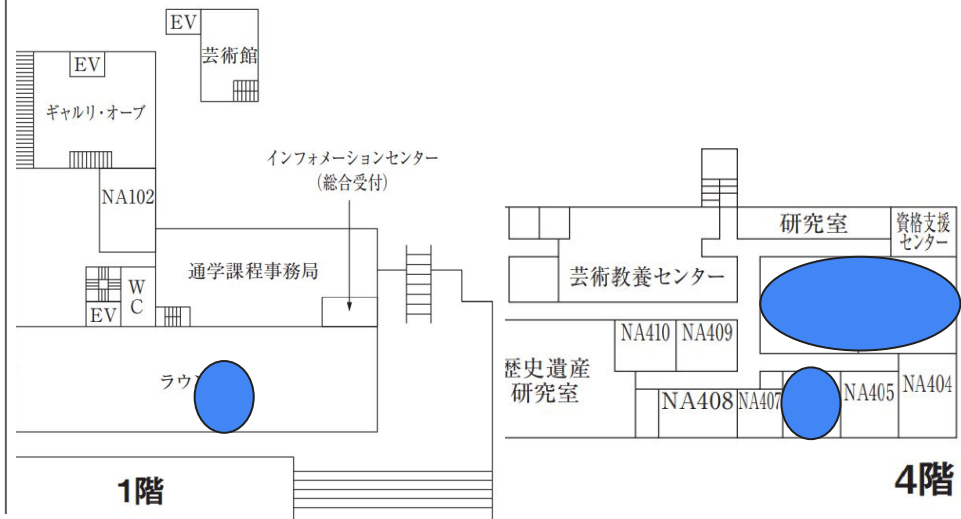 EV
芸術館
EV
ギャルリ・オーブ
インフォメーションセンター
(総合受付)
NA102
通学課程事務局
W
C
EV
ラウ
1階
研究室
資格支援
センター
芸術教養センター
NA410
NA409
歴史遺産
研究室
NA408
NA407
NA405
NA404
4階